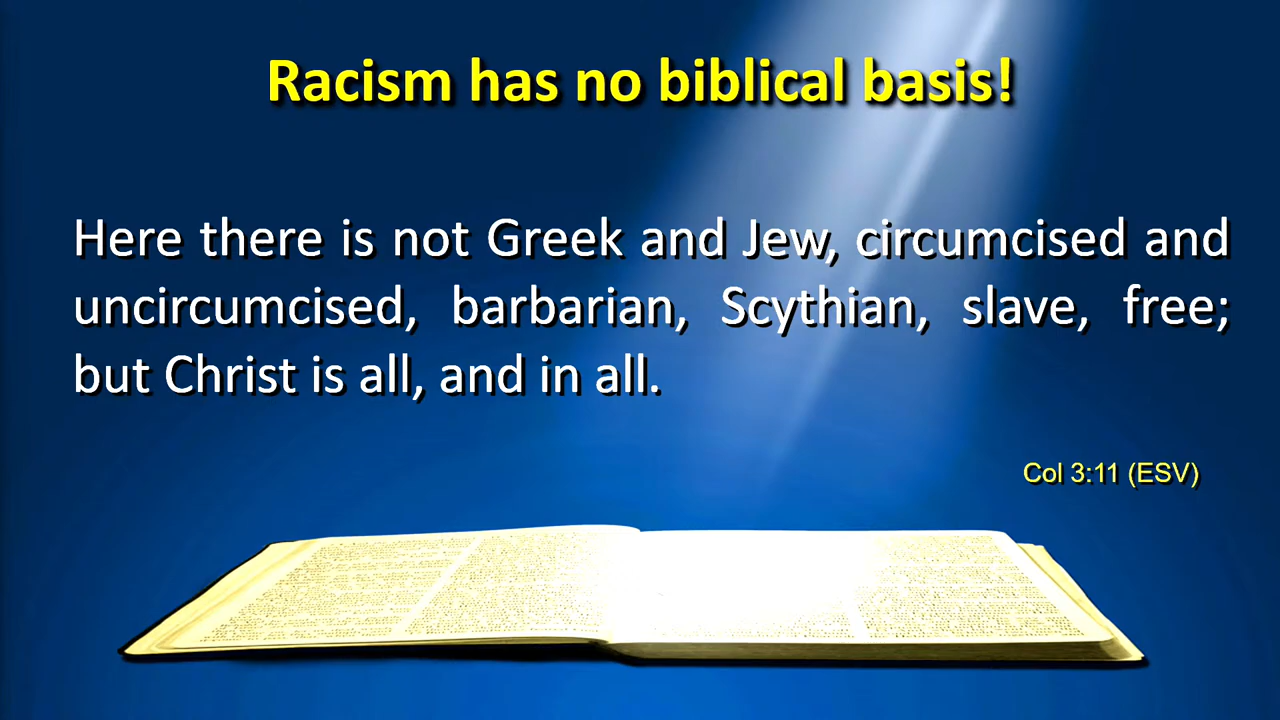 Racism has no biblical basis!
Here there is not Greek and Jew, circumcised and
uncircumcised, barbarian, Scythian, slave, free;
but Christ is all, and in all.
Col 3:11 (ESV)